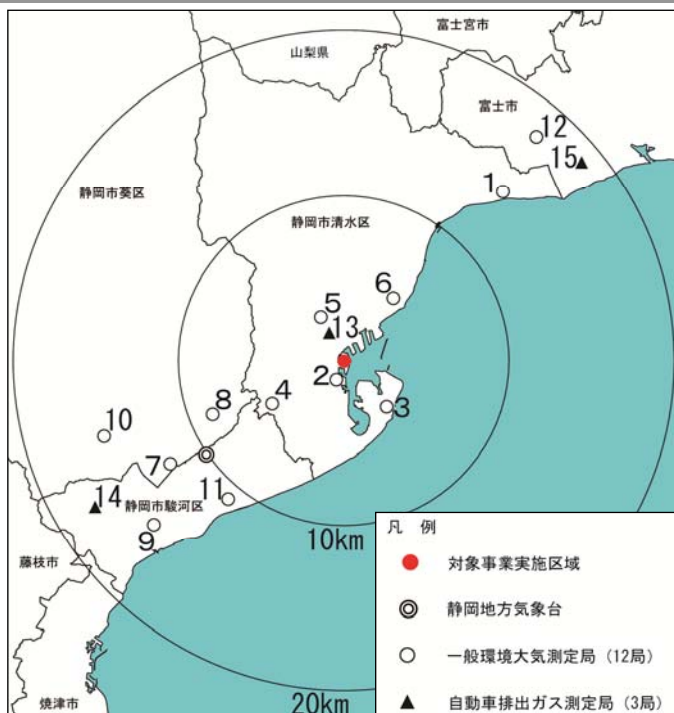 富士宮市
山梨県
富士市
12
15
静岡市葵区
1
静岡市清水区
6
5
13
2
4
3
8
10
7
14
11
静岡市駿河区
9
藤枝市
10km
焼津市
20km
凡 例
対象事業実施区域
静岡地方気象台
一般環境大気測定局（12局）
自動車排出ガス測定局（3局）